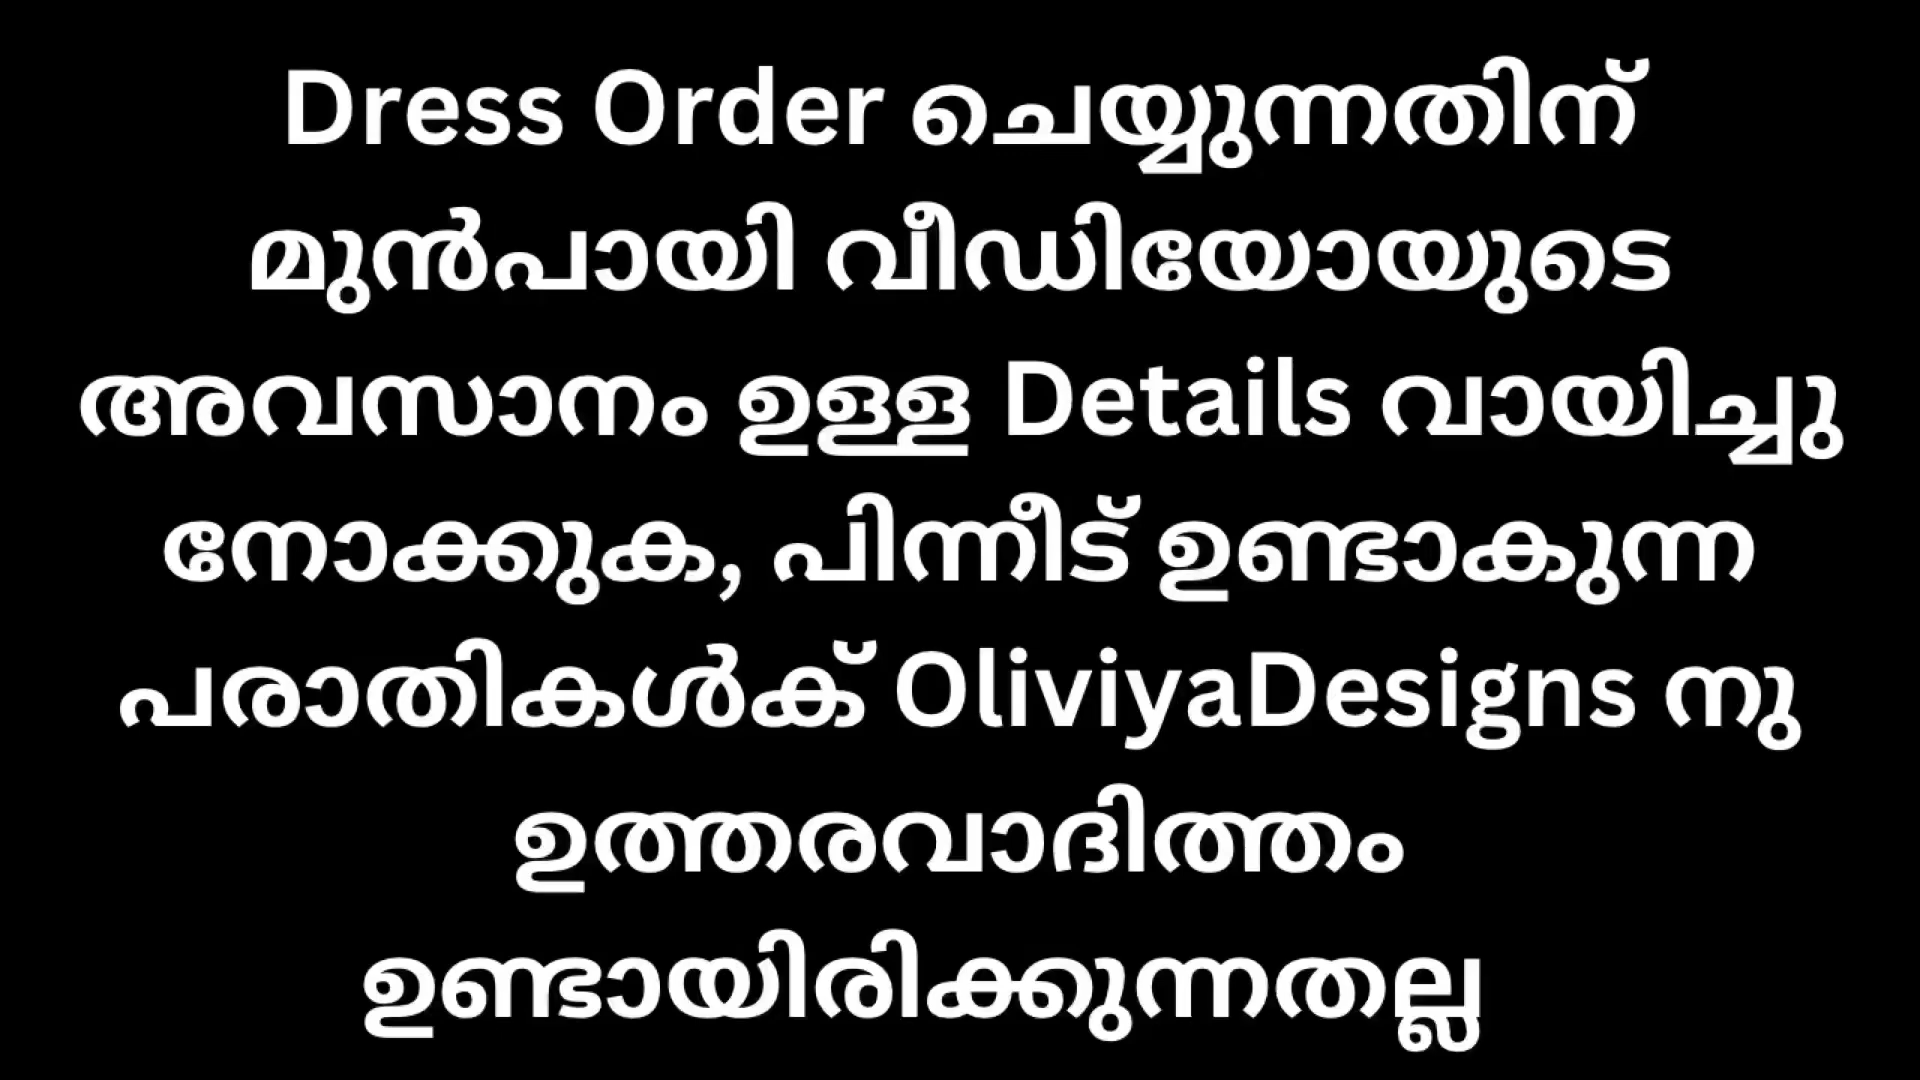 Dress Order ചെയ്യുന്നതിന്
മുൻപായി വീഡിയോയുടെ
അവസാനം ഉള്ള Details വായിച്ചു
നോക്കുക, പിന്നീട് ഉണ്ടാകുന്ന
പരാതികൾക് OliviyaDesigns നു
ഉത്തരവാദിത്തം
ഉണ്ടായിരിക്കുന്നതല്ല